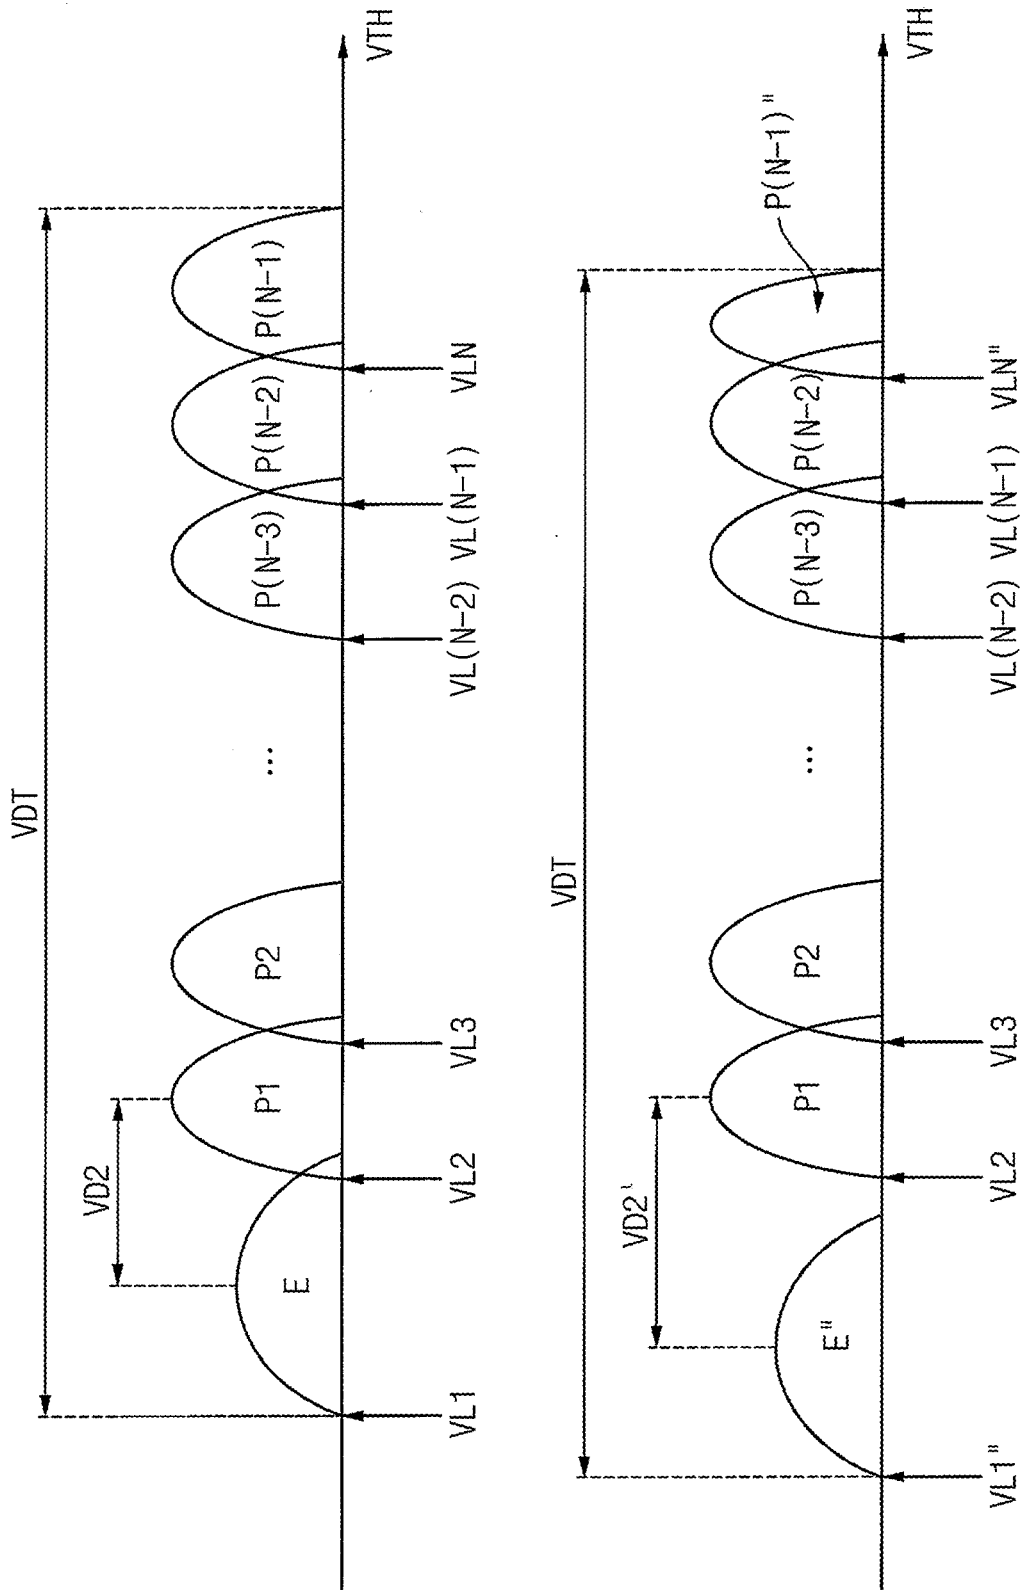 VDT
VD2
E P1 P2 ... P(N-3) P(N-2) P(N-1)
VTH
VL1 VL2 VL3 VL(N-2) VL(N-1) VLN
VDT
VD2'
P(N-1)"
E" P1 P2 ... P(N-3) P(N-2)
VTH
VL1" VL2 VL3 VL(N-2) VL(N-1) VLN"